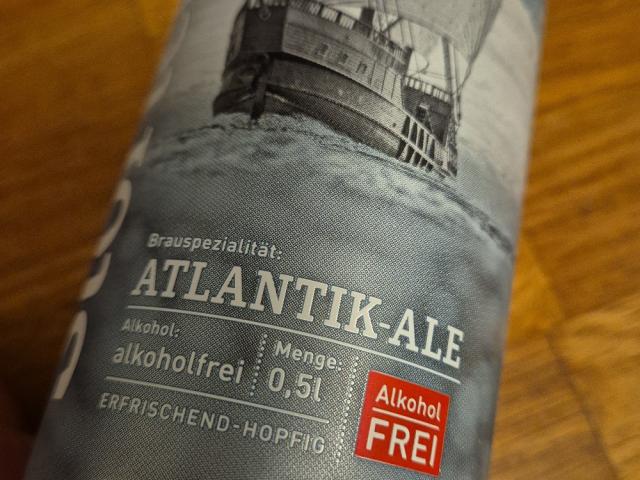 Brauspezialität:
ATLANTIK-ALE
Alkohol:
alkoholfrei
Menge:
0,5l
ERFRISCHEND-HOPFIG
Alkohol
FREI